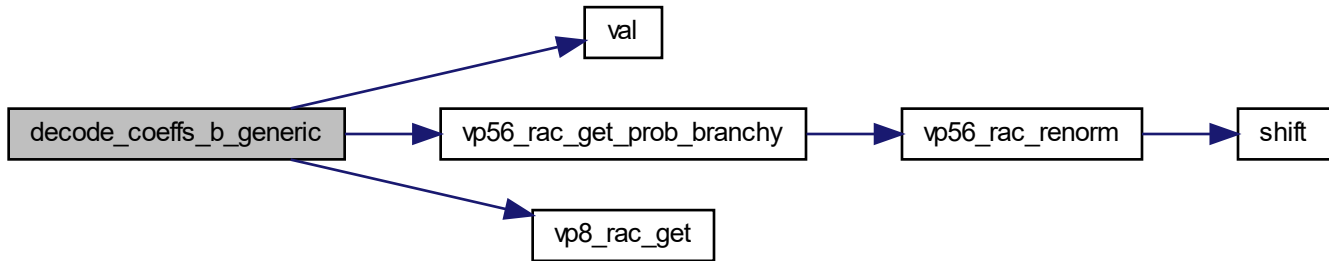 val
decode_coeffs_b_generic
vp56_rac_get_prob_branchy
vp56_rac_renorm
shift
vp8_rac_get